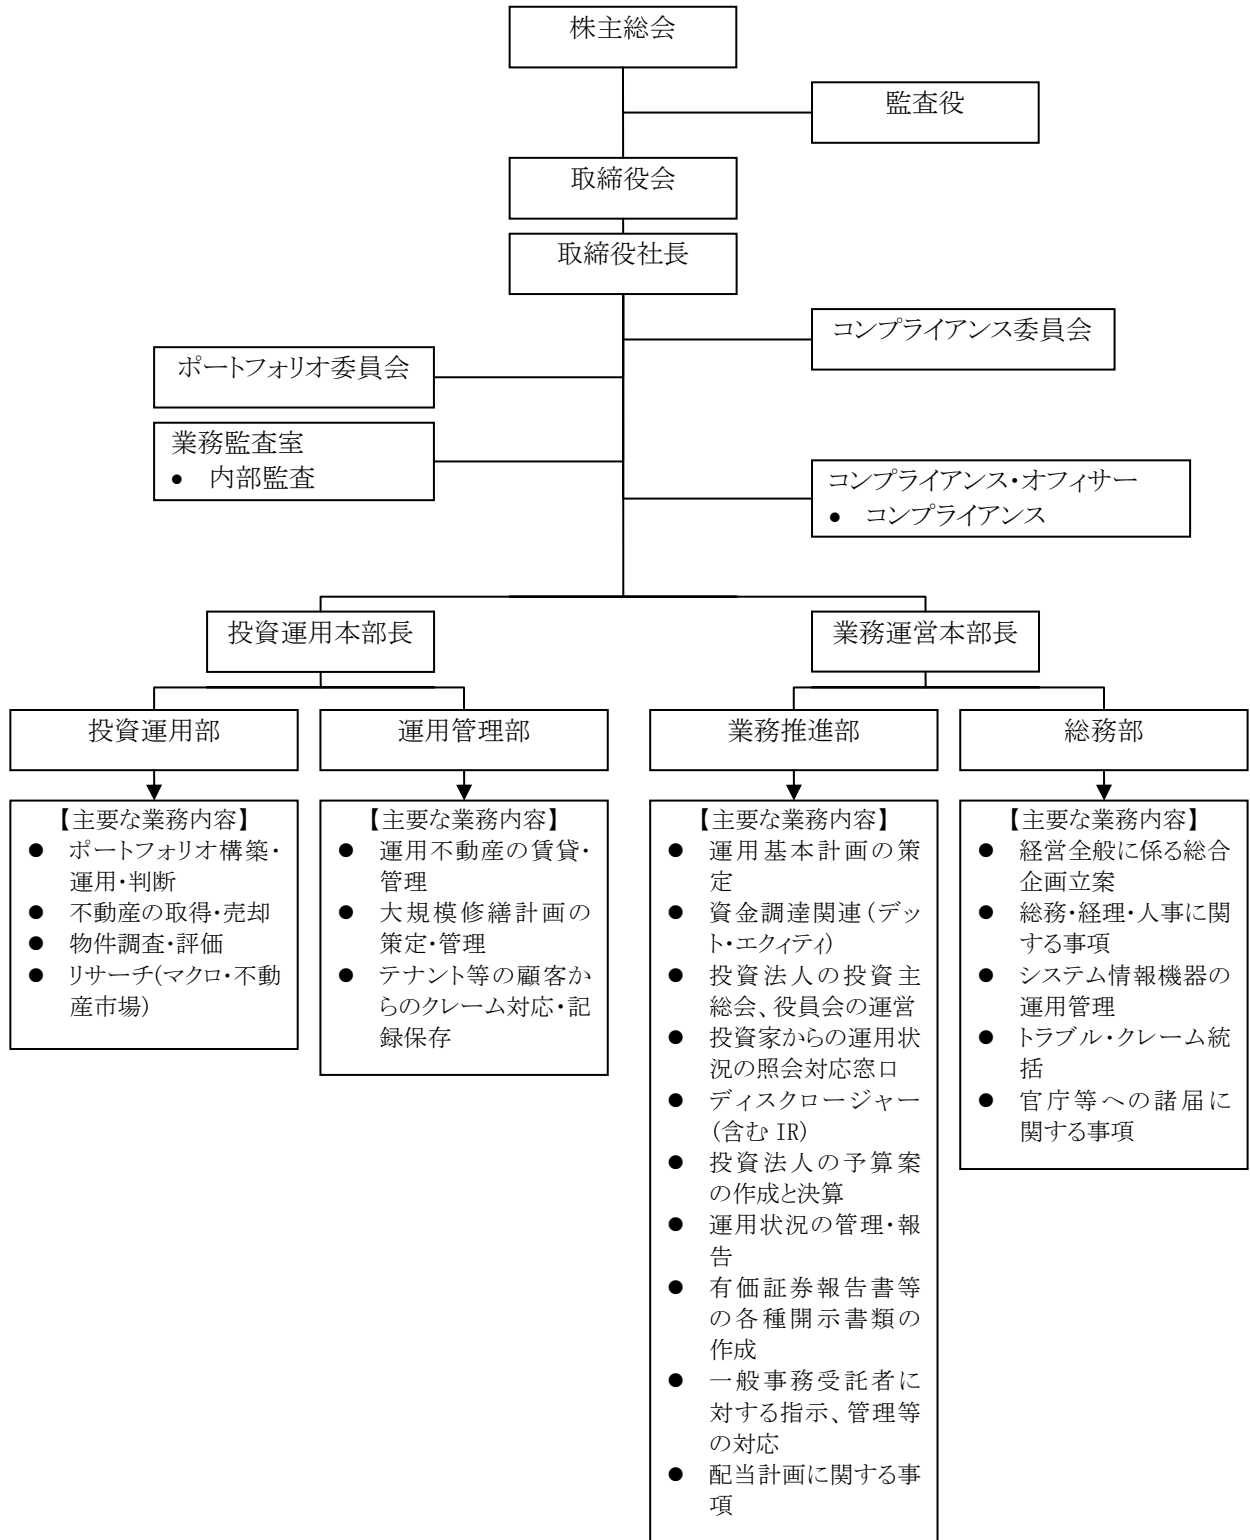 株主総会
監査役
取締役会
取締役社長
コンプライアンス委員会
ポートフォリオ委員会
業務監査室
● 内部監査
コンプライアンス・オフィサー
● コンプライアンス
投資運用本部長
業務運営本部長
投資運用部
運用管理部
業務推進部
総務部
【主要な業務内容】
● ポートフォリオ構築・
運用・判断
● 不動産の取得・売却
● 物件調査・評価
● リサーチ(マクロ・不動
産市場)
【主要な業務内容】
● 運用不動産の賃貸・
管理
● 大規模修繕計画の
策定・管理
● テナント等の顧客か
らのクレーム対応・記
録保存
【主要な業務内容】
● 運用基本計画の策
定
● 資金調達関連(デッ
ト・エクィティ)
● 投資法人の投資主
総会、役員会の運営
● 投資家からの運用状
況の照会対応窓口
● ディスクロージャー
(含む IR)
● 投資法人の予算案
の作成と決算
● 運用状況の管理・報
告
● 有価証券報告書等
の各種開示書類の
作成
● 一般事務受託者に
対する指示、管理等
の対応
● 配当計画に関する事
項
【主要な業務内容】
● 経営全般に係る総合
企画立案
● 総務・経理・人事に関
する事項
● システム情報機器の
運用管理
● トラブル・クレーム統
括
● 官庁等への諸届に
関する事項